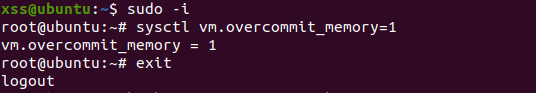 xss@ubuntu:~$ sudo -i
root@ubuntu:~# sysctl vm.overcommit_memory=1
vm.overcommit_memory = 1
root@ubuntu:~# exit
logout